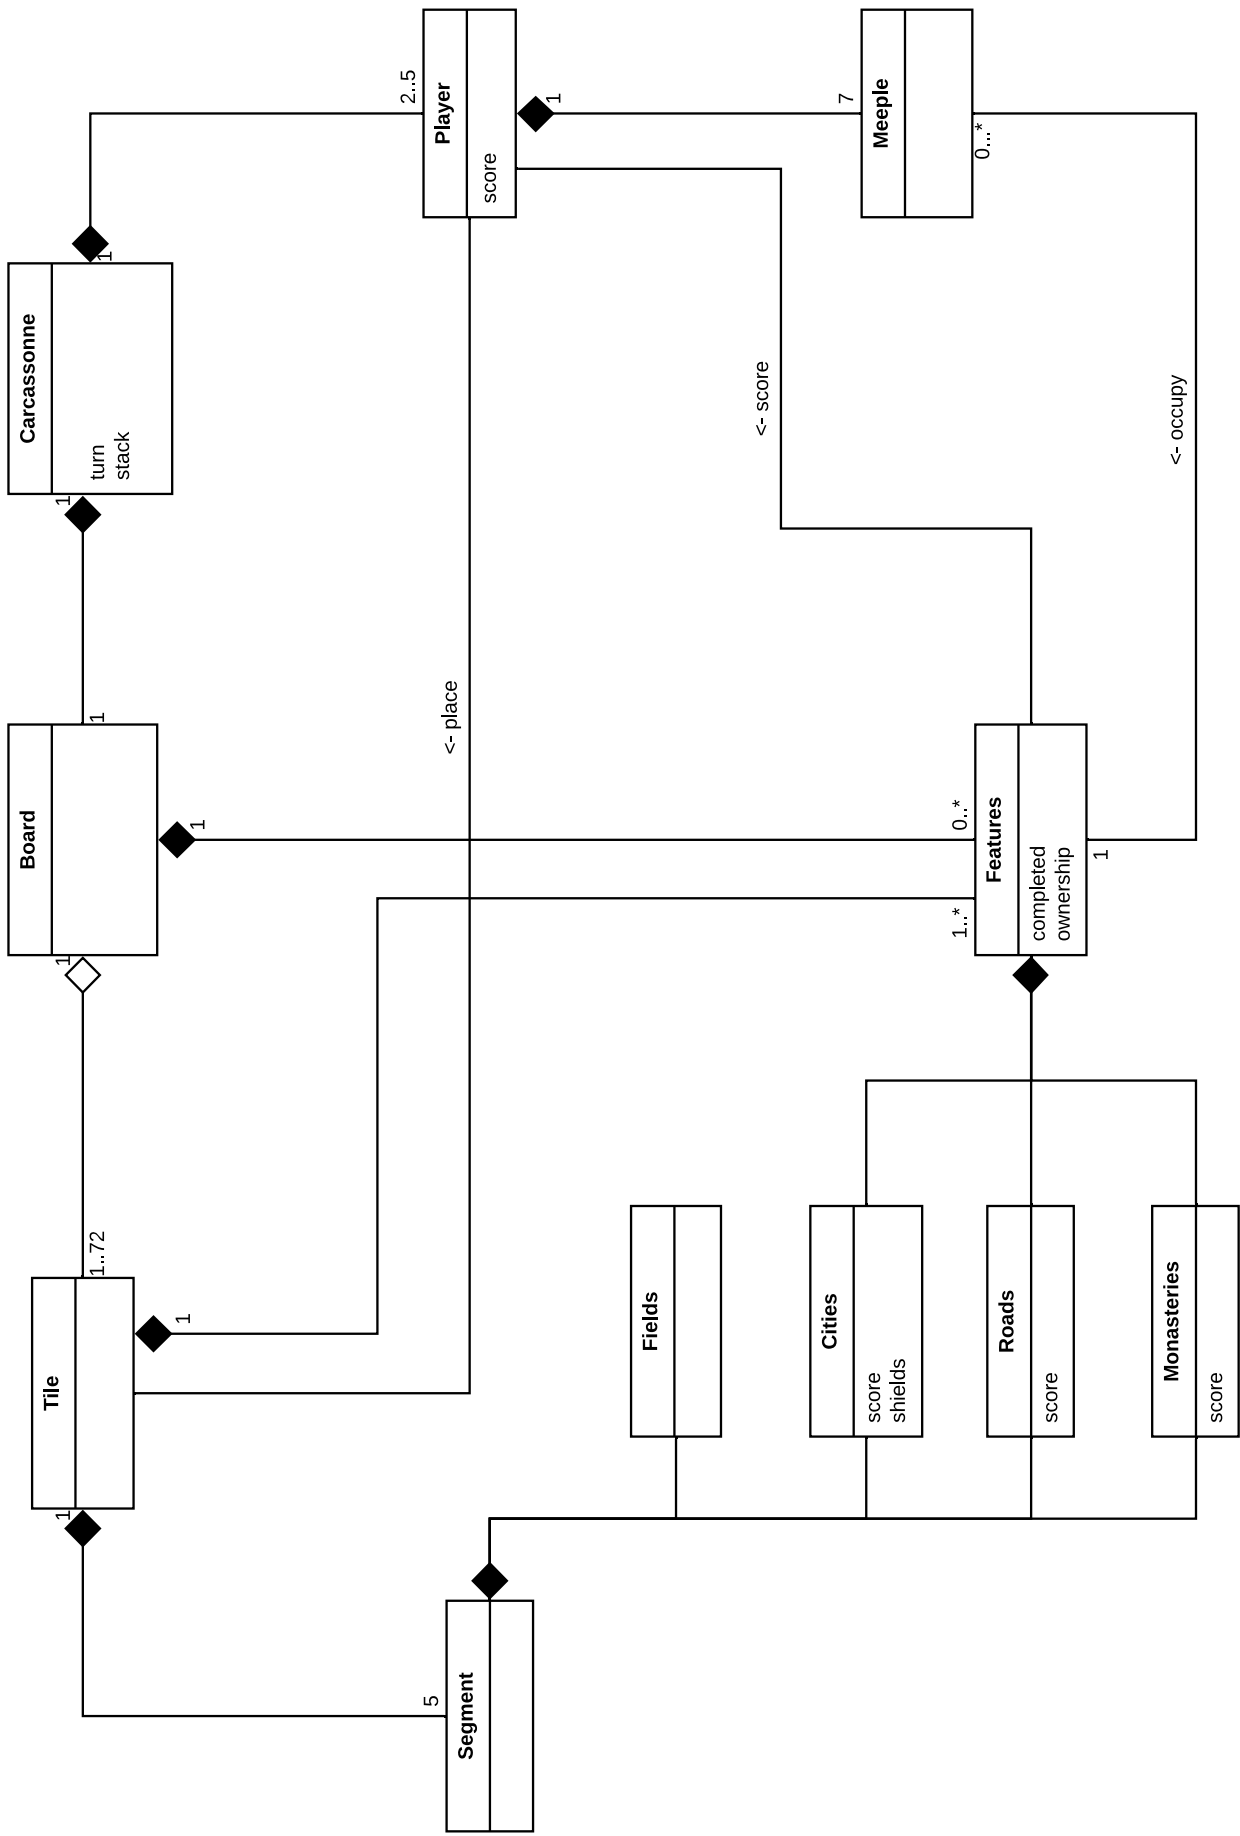 Board
Carcassonne
Tile
1
1
1
1..72
1
turn
1
stack
1
1
2..5
5
Player
<- place
Segment
score
1
Fields
<- score
Cities
7
score
Meeple
shields
1..*
0..*
0...*
Features
Roads
completed
score
ownership
1
Monasteries
<- occupy
score